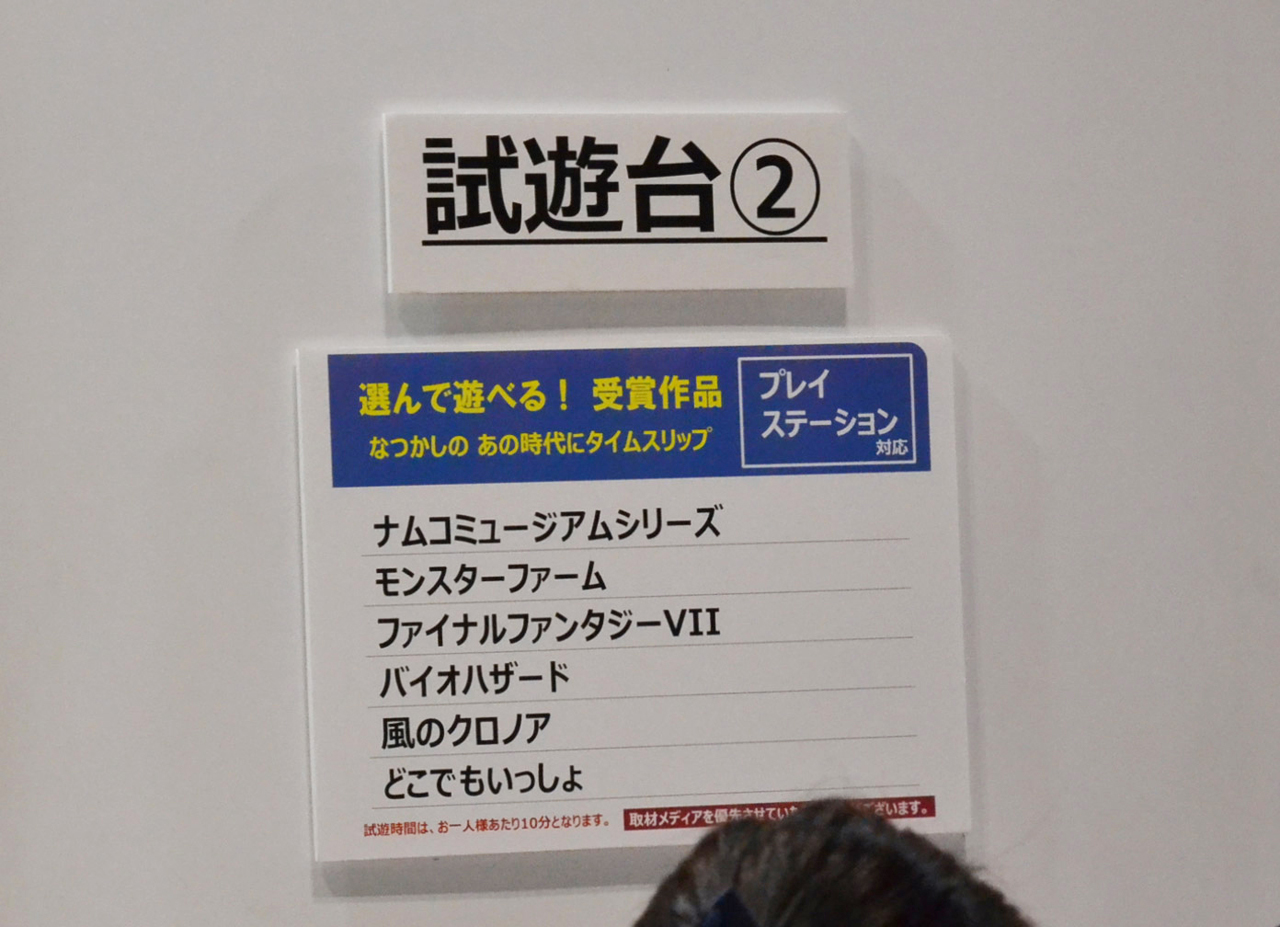 試遊台②
選んで遊べる！ 受賞作品
なつかしの あの時代にタイムスリップ
プレイ
ステーション
対応
ナムコミュージアムシリーズ
モンスターファーム
ファイナルファンタジーVII
バイオハザード
風のクロノア
どこでもいっしょ
試遊時間は、お一人様あたり10分となります。
取材メディアを優先させていた ございます。